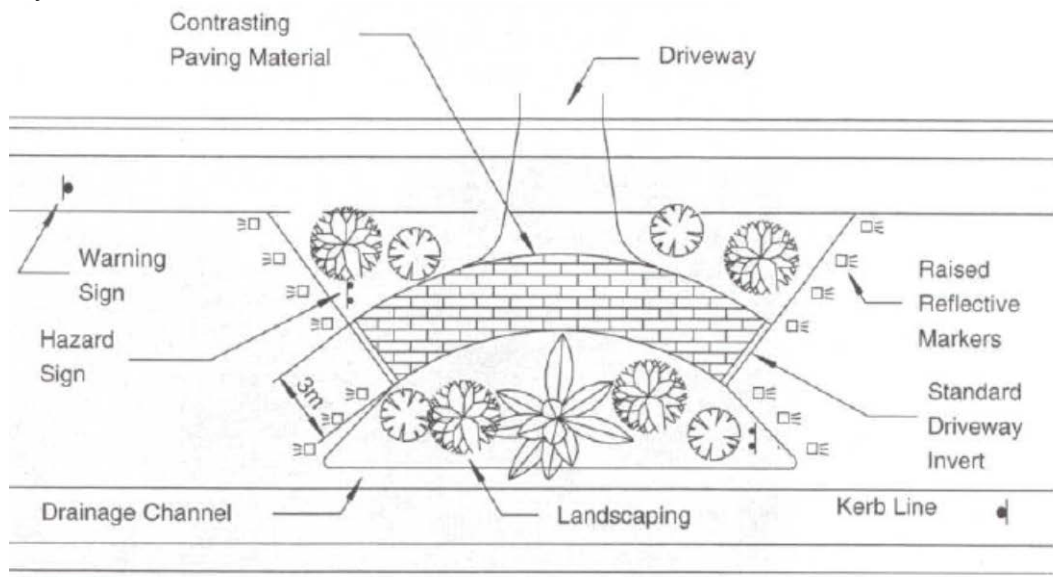 Contrasting
Paving Material
Driveway
Warning
Sign
Raised
Reflective
Markers
Hazard
Sign
3m
Standard
Driveway
Invert
Drainage Channel
Landscaping
Kerb Line